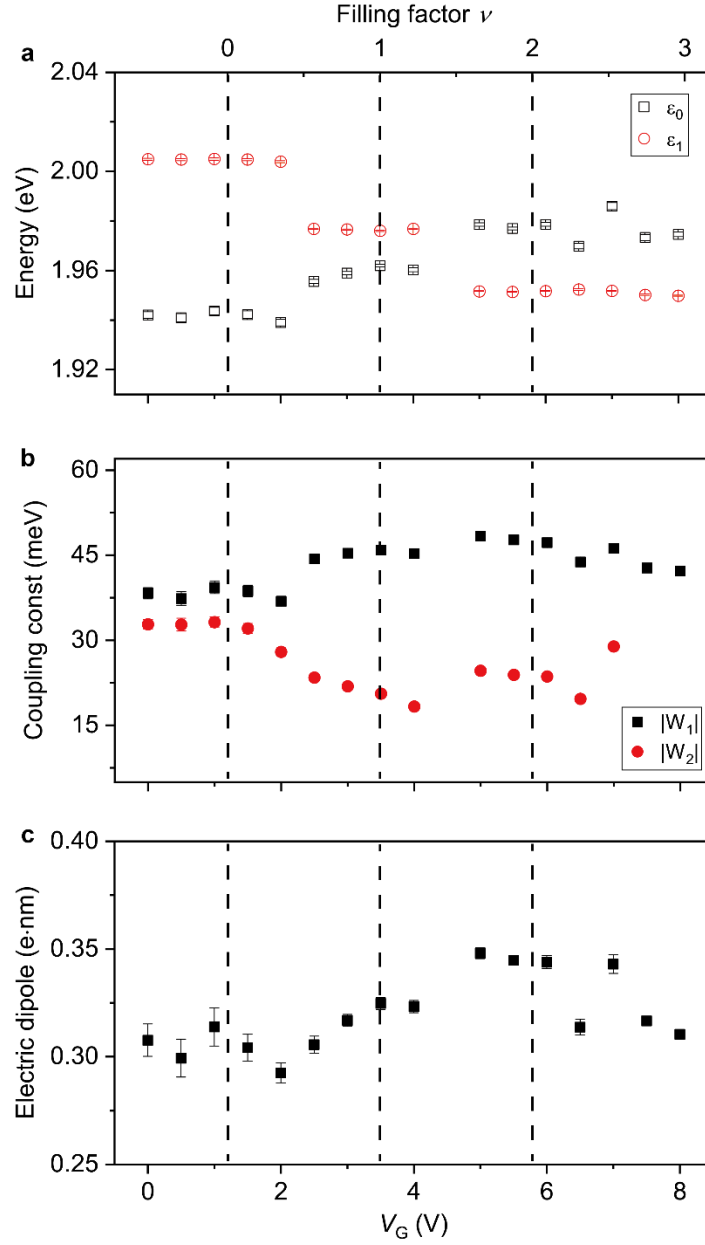 Filling factor ν
0 1 2 3
a
2.04
2.00
1.96
1.92
Energy (eV)
ε0
ε1
b
60
45
30
15
Coupling const (meV)
|W1|
|W2|
c
0.40
0.35
0.30
0.25
Electric dipole (e·nm)
0 2 4 6 8
VG (V)